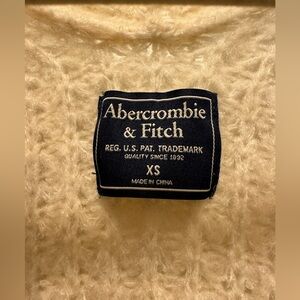 Abercrombie
& Fitch
REG. U.S. PAT. TRADEMARK
QUALITY SINCE 1892
XS
MADE IN CHINA